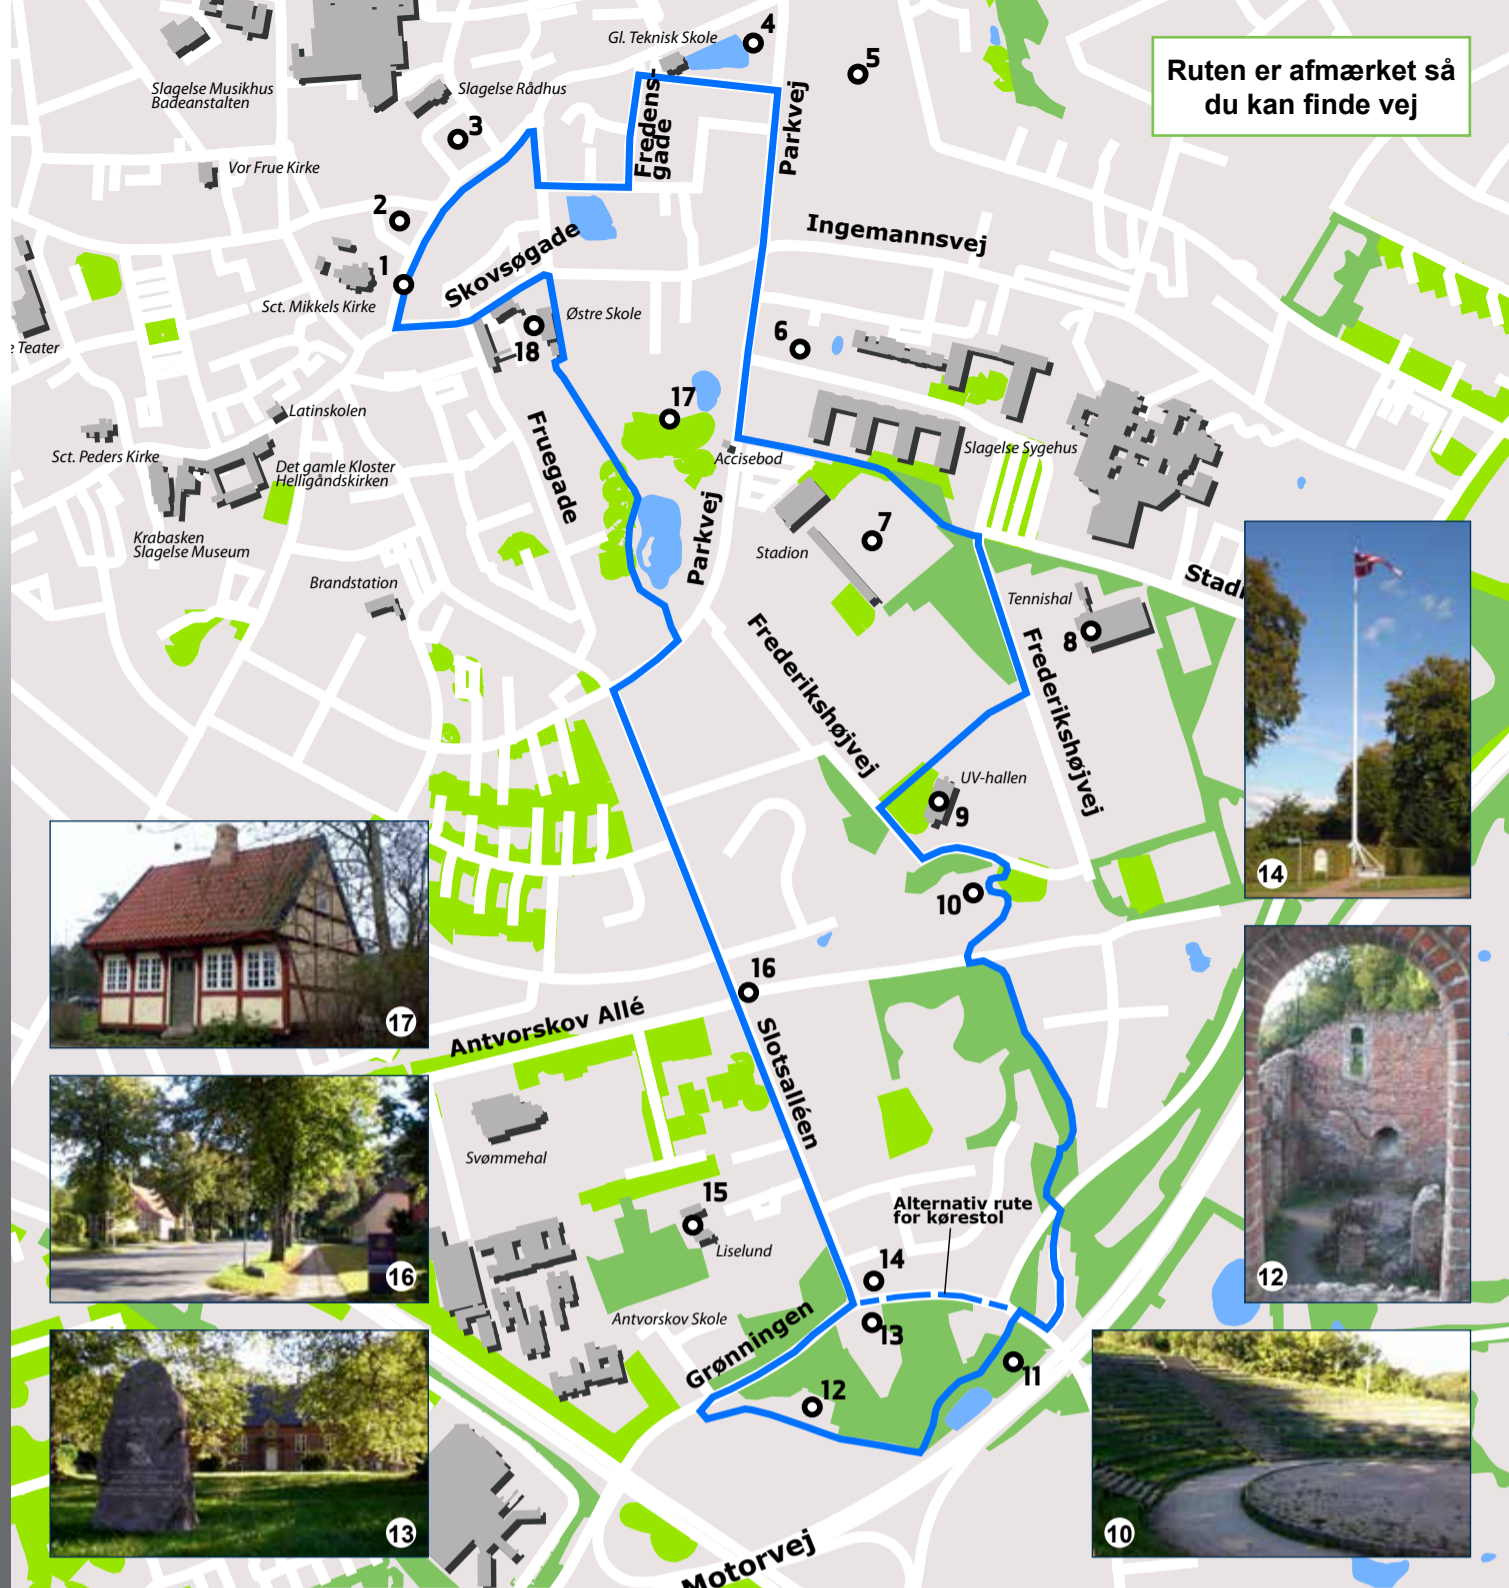 Ruten er afmærket så
du kan finde vej
Gl. Teknisk Skole
4
5
Slagelse Musikhus
Badeanstalten
Slagelse Rådhus
3
Fredens-
gade
Parkvej
Vor Frue Kirke
2
Ingemannsvej
1
Skovsøgade
Sct. Mikkels Kirke
Østre Skole
18
6
Teater
17
Latinskolen
Fruegade
Accisebod
Slagelse Sygehus
Sct. Peders Kirke
Det gamle Kloster
Helligåndskirken
Krabasken
Slagelse Museum
Parkvej
Stadion
7
Brandstation
Tennishal
8
Frederikshøjvej
Frederikshøjvej
UV-hallen
9
14
10
16
17
Antvorskov Allé
Slotsalléen
Svømmehal
15
Liselund
Alternativ rute
for kørestol
14
13
16
12
Antvorskov Skole
Grønningen
11
12
13
10
Motorvej